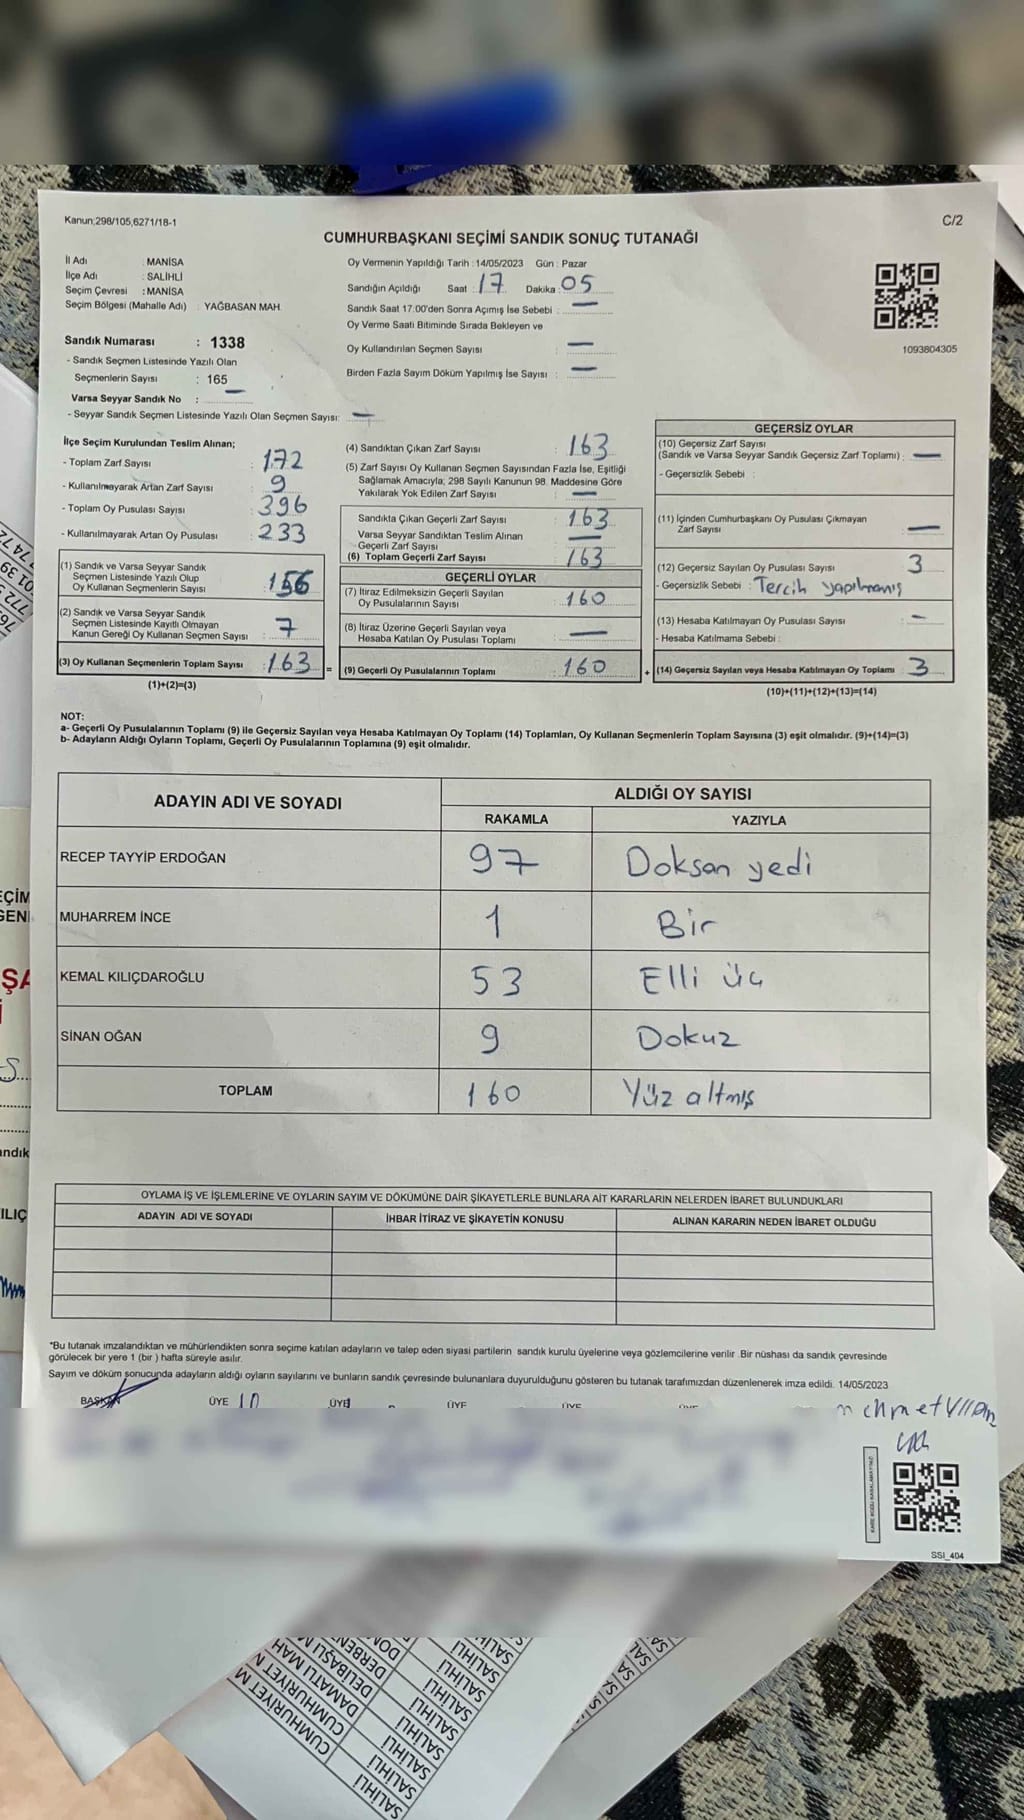 Kanun;298/105,6271/18-1
C/2
CUMHURBAŞKANI SEÇİMİ SANDIK SONUÇ TUTANAĞI
İl Adı : MANİSA
İlçe Adı : SALİHLİ
Seçim Çevresi : MANİSA
Seçim Bölgesi (Mahalle Adı) : YAĞBASAN MAH.
Oy Vermenin Yapıldığı Tarih : 14/05/2023 Gün : Pazar
Sandığın Açıldığı Saat : 17 Dakika : 05
Sandık Saat 17:00'den Sonra Açımış İse Sebebi : —
Oy Verme Saati Bitiminde Sırada Bekleyen ve
Oy Kullandırılan Seçmen Sayısı : —
Birden Fazla Sayım Döküm Yapılmış İse Sayısı : —
1093804305
Sandık Numarası : 1338
- Sandık Seçmen Listesinde Yazılı Olan
Seçmenlerin Sayısı : 165
Varsa Seyyar Sandık No : —
- Seyyar Sandık Seçmen Listesinde Yazılı Olan Seçmen Sayısı: —
İlçe Seçim Kurulundan Teslim Alınan;
- Toplam Zarf Sayısı : 172
- Kullanılmayarak Artan Zarf Sayısı : 9
- Toplam Oy Pusulası Sayısı : 396
- Kullanılmayarak Artan Oy Pusulası : 233
(1) Sandık ve Varsa Seyyar Sandık
Seçmen Listesinde Yazılı Olup
Oy Kullanan Seçmenlerin Sayısı : 156
(2) Sandık ve Varsa Seyyar Sandık
Seçmen Listesinde Kayıtlı Olmayan
Kanun Gereği Oy Kullanan Seçmen Sayısı : 7
(3) Oy Kullanan Seçmenlerin Toplam Sayısı : 163 =
(1)+(2)=(3)
(4) Sandıktan Çıkan Zarf Sayısı : 163
(5) Zarf Sayısı Oy Kullanan Seçmen Sayısından Fazla İse, Eşitliği
Sağlamak Amacıyla; 298 Sayılı Kanunun 98. Maddesine Göre
Yakılarak Yok Edilen Zarf Sayısı : —
Sandıkta Çıkan Geçerli Zarf Sayısı : 163
Varsa Seyyar Sandıktan Teslim Alınan
Geçerli Zarf Sayısı : —
(6) Toplam Geçerli Zarf Sayısı : 163
GEÇERLİ OYLAR
(7) İtiraz Edilmeksizin Geçerli Sayılan
Oy Pusulalarının Sayısı : 160
(8) İtiraz Üzerine Geçerli Sayılan veya
Hesaba Katılan Oy Pusulası Toplamı : —
(9) Geçerli Oy Pusulalarının Toplamı : 160 +
GEÇERSİZ OYLAR
(10) Geçersiz Zarf Sayısı
(Sandık ve Varsa Seyyar Sandık Geçersiz Zarf Toplamı) : —
- Geçersizlik Sebebi :
(11) İçinden Cumhurbaşkanı Oy Pusulası Çıkmayan
Zarf Sayısı : —
(12) Geçersiz Sayılan Oy Pusulası Sayısı : 3
- Geçersizlik Sebebi : Tercih yapılmamış
(13) Hesaba Katılmayan Oy Pusulası Sayısı : —
- Hesaba Katılmama Sebebi :
(14) Geçersiz Sayılan veya Hesaba Katılmayan Oy Toplamı : 3
(10)+(11)+(12)+(13)=(14)
NOT:
a- Geçerli Oy Pusulalarının Toplamı (9) ile Geçersiz Sayılan veya Hesaba Katılmayan Oy Toplamı (14) Toplamları, Oy Kullanan Seçmenlerin Toplam Sayısına (3) eşit olmalıdır. (9)+(14)=(3)
b- Adayların Aldığı Oyların Toplamı, Geçerli Oy Pusulalarının Toplamına (9) eşit olmalıdır.
ADAYIN ADI VE SOYADI ALDIĞI OY SAYISI
RAKAMLA YAZIYLA
RECEP TAYYİP ERDOĞAN 97 Doksan yedi
MUHARREM İNCE 1 Bir
KEMAL KILIÇDAROĞLU 53 Elli üç
SİNAN OĞAN 9 Dokuz
TOPLAM 160 Yüz altmış
OYLAMA İŞ VE İŞLEMLERİNE VE OYLARIN SAYIM VE DÖKÜMÜNE DAİR ŞİKAYETLERLE BUNLARA AİT KARARLARIN NELERDEN İBARET BULUNDUKLARI
ADAYIN ADI VE SOYADI İHBAR İTİRAZ VE ŞİKAYETİN KONUSU ALINAN KARARIN NEDEN İBARET OLDUĞU
*Bu tutanak imzalandıktan ve mühürlendikten sonra seçime katılan adayların ve talep eden siyasi partilerin sandık kurulu üyelerine veya gözlemcilerine verilir .Bir nüshası da sandık çevresinde
görülecek bir yere 1 (bir ) hafta süreyle asılır.
Sayım ve döküm sonucunda adayların aldığı oyların sayılarını ve bunların sandık çevresinde bulunanlara duyurulduğunu gösteren bu tutanak tarafımızdan düzenlenerek imza edildi. 14/05/2023
BAŞKAN ÜYE ÜYE ÜYE ÜYE ÜYE
SSI_404
CUMHURİYET M
CUMHURİYET N
DAMATLI MAH
DELİBAŞLI
DERBEN
SALİHLİ
SALİHLİ
SALİHLİ
SALİHLİ
SALİHLİ
SALİHLİ